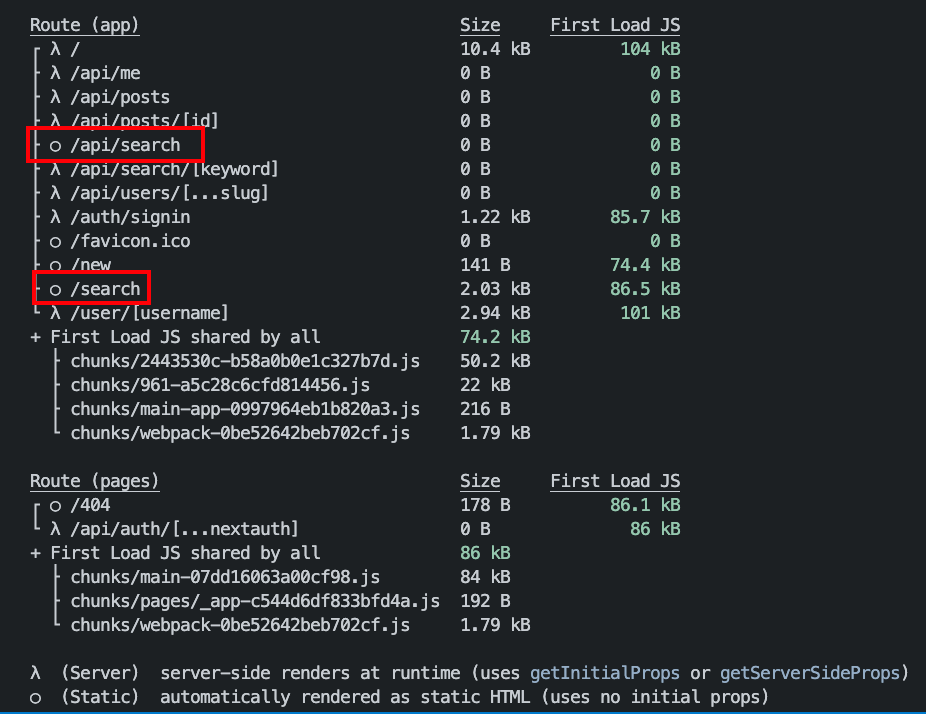 Route (app) Size First Load JS
┌ λ / 10.4 kB 104 kB
├ λ /api/me 0 B 0 B
├ λ /api/posts 0 B 0 B
├ λ /api/posts/[id] 0 B 0 B
├ ○ /api/search 0 B 0 B
├ λ /api/search/[keyword] 0 B 0 B
├ λ /api/users/[...slug] 0 B 0 B
├ λ /auth/signin 1.22 kB 85.7 kB
├ ○ /favicon.ico 0 B 0 B
├ ○ /new 141 B 74.4 kB
├ ○ /search 2.03 kB 86.5 kB
└ λ /user/[username] 2.94 kB 101 kB
+ First Load JS shared by all 74.2 kB
├ chunks/2443530c-b58a0b0e1c327b7d.js 50.2 kB
├ chunks/961-a5c28c6cfd814456.js 22 kB
├ chunks/main-app-0997964eb1b820a3.js 216 B
└ chunks/webpack-0be52642beb702cf.js 1.79 kB
Route (pages) Size First Load JS
┌ ○ /404 178 B 86.1 kB
└ λ /api/auth/[...nextauth] 0 B 86 kB
+ First Load JS shared by all 86 kB
├ chunks/main-07dd16063a00cf98.js 84 kB
├ chunks/pages/_app-c544d6df833bfd4a.js 192 B
└ chunks/webpack-0be52642beb702cf.js 1.79 kB
λ (Server) server-side renders at runtime (uses getInitialProps or getServerSideProps)
○ (Static) automatically rendered as static HTML (uses no initial props)